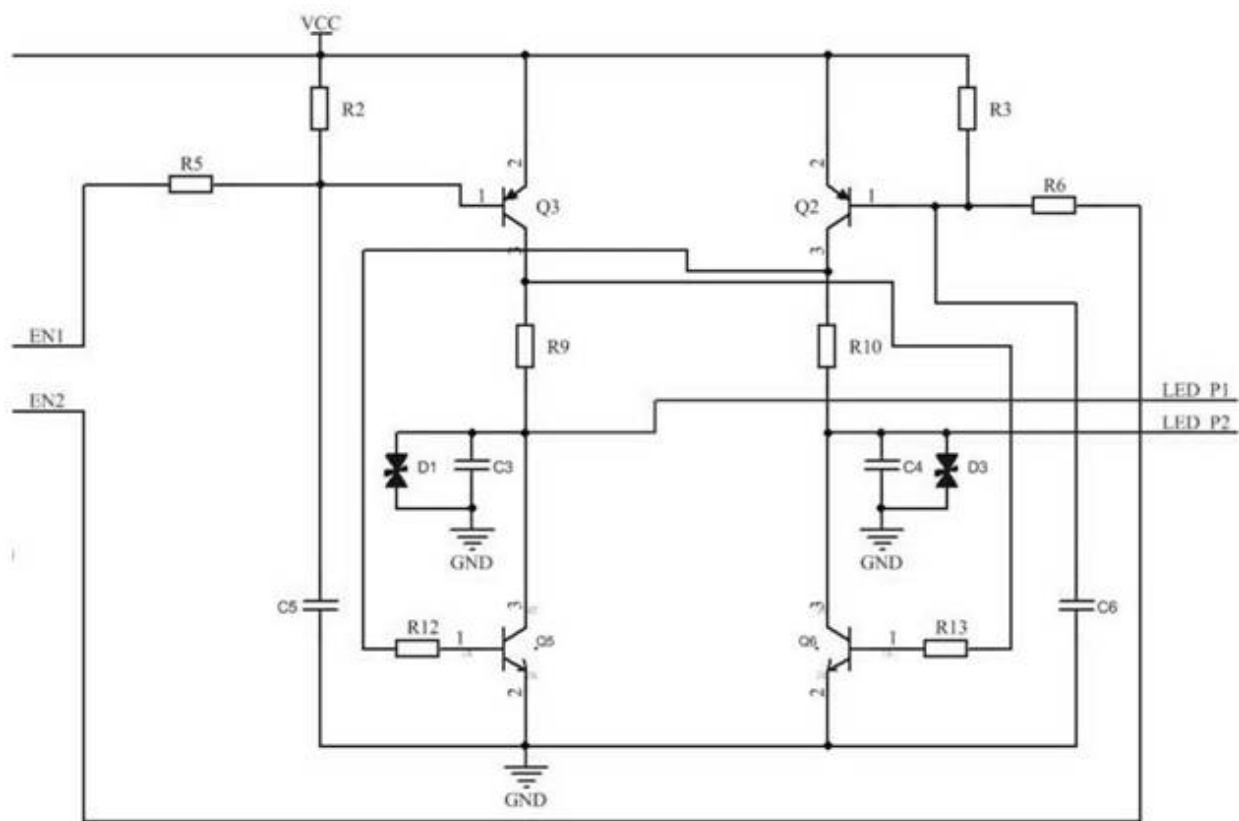 VCC
R2
R3
R5
2
2
R6
1
Q3
Q2
1
3
3
EN1
R9
R10
EN2
LED P1
LED P2
D1
C3
C4
D3
GND
GND
C5
3
3
C6
R12
1
Q5
Q6
1
R13
2
2
GND